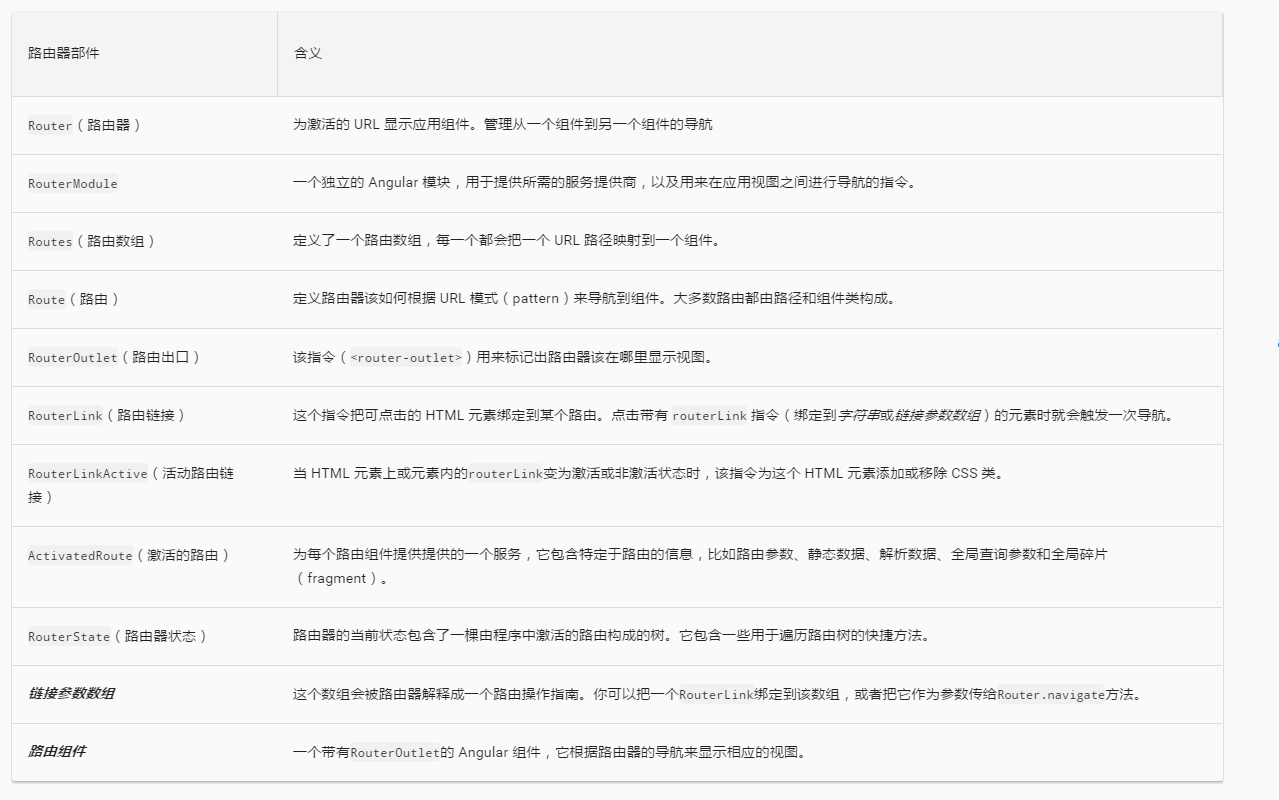 路由器部件 含义
Router（路由器） 为激活的 URL 显示应用组件。管理从一个组件到另一个组件的导航
RouterModule 一个独立的 Angular 模块，用于提供所需的服务提供商，以及用来在应用视图之间进行导航的指令。
Routes（路由数组） 定义了一个路由数组，每一个都会把一个 URL 路径映射到一个组件。
Route（路由） 定义路由器该如何根据 URL 模式（pattern）来导航到组件。大多数路由都由路径和组件类构成。
RouterOutlet（路由出口） 该指令（<router-outlet>）用来标记出路由器该在哪里显示视图。
RouterLink（路由链接） 这个指令把可点击的 HTML 元素绑定到某个路由。点击带有 routerLink 指令（绑定到字符串或链接参数数组）的元素时就会触发一次导航。
RouterLinkActive（活动路由链 当 HTML 元素上或元素内的routerLink变为激活或非激活状态时，该指令为这个 HTML 元素添加或移除 CSS 类。
接）
ActivatedRoute（激活的路由） 为每个路由组件提供提供的一个服务，它包含特定于路由的信息，比如路由参数、静态数据、解析数据、全局查询参数和全局碎片
（fragment）。
RouterState（路由器状态） 路由器的当前状态包含了一棵由程序中激活的路由构成的树。它包含一些用于遍历路由树的快捷方法。
链接参数数组 这个数组会被路由器解释成一个路由操作指南。你可以把一个RouterLink绑定到该数组，或者把它作为参数传给Router.navigate方法。
路由组件 一个带有RouterOutlet的 Angular 组件，它根据路由器的导航来显示相应的视图。